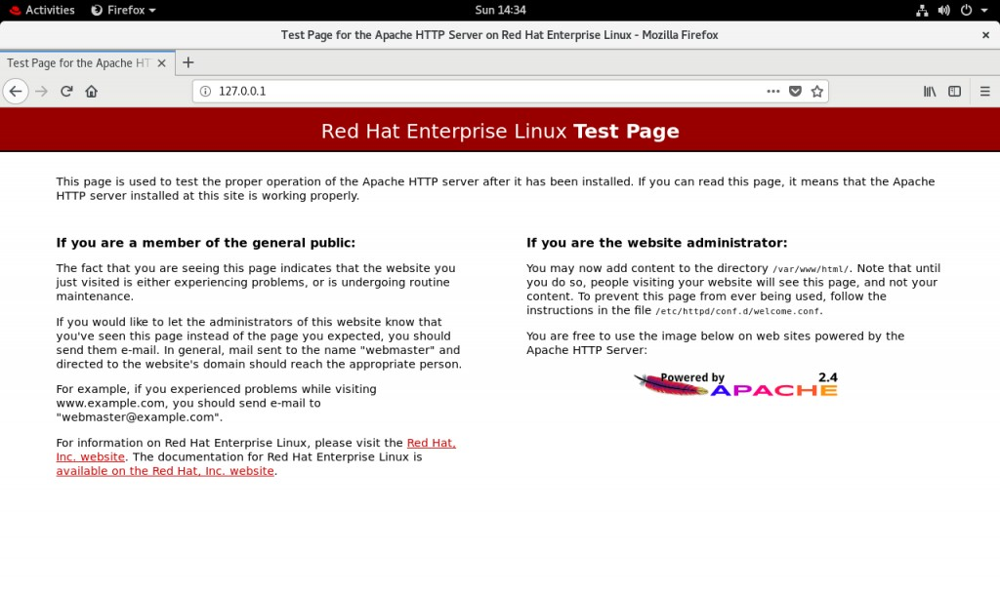 Activities Firefox Sun 14:34
Test Page for the Apache HTTP Server on Red Hat Enterprise Linux - Mozilla Firefox
Test Page for the Apache HT
127.0.0.1
Red Hat Enterprise Linux Test Page
This page is used to test the proper operation of the Apache HTTP server after it has been installed. If you can read this page, it means that the Apache
HTTP server installed at this site is working properly.
If you are a member of the general public:
The fact that you are seeing this page indicates that the website you
just visited is either experiencing problems, or is undergoing routine
maintenance.
If you would like to let the administrators of this website know that
you've seen this page instead of the page you expected, you should
send them e-mail. In general, mail sent to the name "webmaster" and
directed to the website's domain should reach the appropriate person.
For example, if you experienced problems while visiting
www.example.com, you should send e-mail to
"webmaster@example.com".
For information on Red Hat Enterprise Linux, please visit the Red Hat,
Inc. website. The documentation for Red Hat Enterprise Linux is
available on the Red Hat, Inc. website.
If you are the website administrator:
You may now add content to the directory /var/www/html/. Note that until
you do so, people visiting your website will see this page, and not your
content. To prevent this page from ever being used, follow the
instructions in the file /etc/httpd/conf.d/welcome.conf.
You are free to use the image below on web sites powered by the
Apache HTTP Server:
Powered by 2.4
APACHE